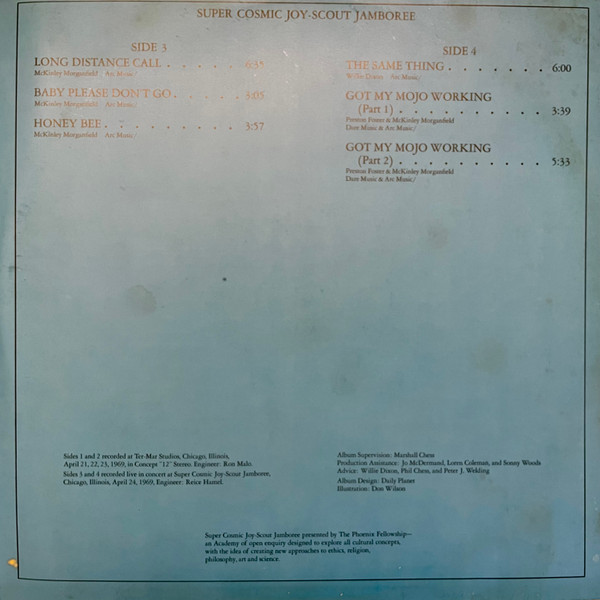 SUPER COSMIC JOY-SCOUT JAMBOREE
SIDE 3
LONG DISTANCE CALL . . . . . . . 6:35
McKinley Morganfield Arc Music/
BABY PLEASE DON'T GO . . . . . 3:05
McKinley Morganfield Arc Music/
HONEY BEE . . . . . . . . . 3:57
McKinley Morganfield Arc Music/
SIDE 4
THE SAME THING . . . . . . . 6:00
Willie Dixon Arc Music/
GOT MY MOJO WORKING
(Part 1) . . . . . . . . . . . 3:39
Preston Foster & McKinley Morganfield
Dare Music & Arc Music/
GOT MY MOJO WORKING
(Part 2) . . . . . . . . . . . 5:33
Preston Foster & McKinley Morganfield
Dare Music & Arc Music/
Sides 1 and 2 recorded at Ter-Mar Studios, Chicago, Illinois,
April 21, 22, 23, 1969, in Concept "12" Stereo. Engineer: Ron Malo.
Sides 3 and 4 recorded live in concert at Super Cosmic Joy-Scout Jamboree,
Chicago, Illinois, April 24, 1969, Engineer: Reice Hamel.
Album Supervision: Marshall Chess
Production Assistance: Jo McDermand, Loren Coleman, and Sonny Woods
Advice: Willie Dixon, Phil Chess, and Peter J. Welding
Album Design: Daily Planet
Illustration: Don Wilson
Super Cosmic Joy-Scout Jamboree presented by The Phoenix Fellowship—
an Academy of open enquiry designed to explore all cultural concepts,
with the idea of creating new approaches to ethics, religion,
philosophy, art and science.